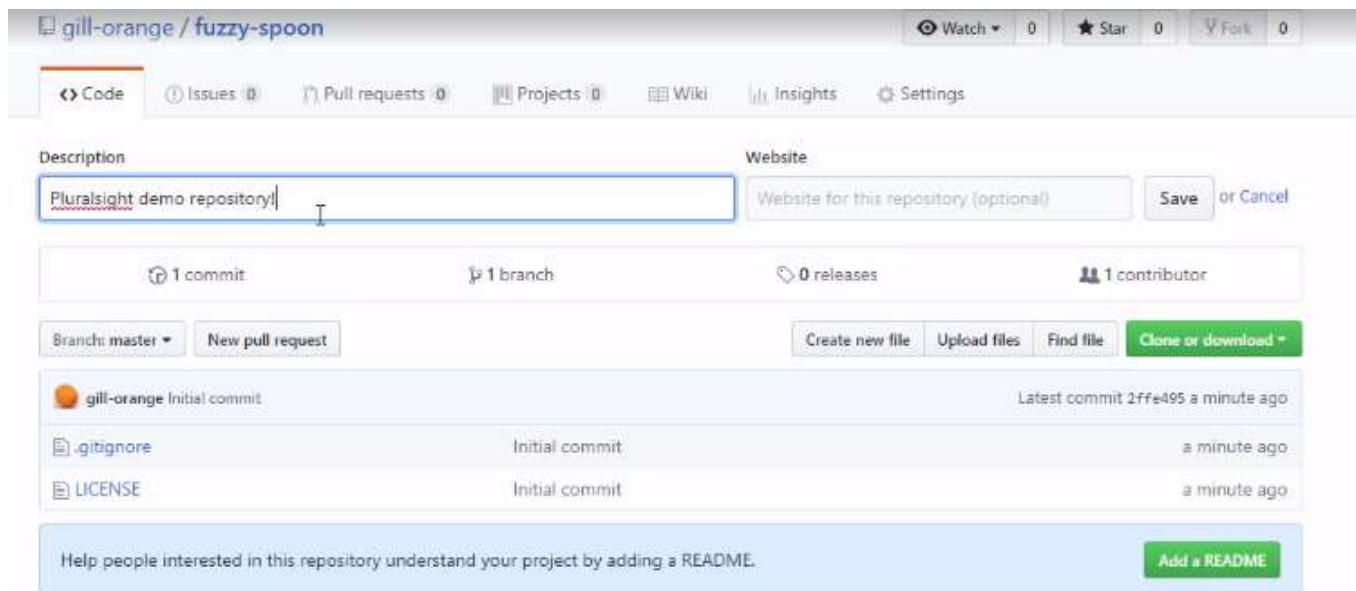 gill-orange / fuzzy-spoon Watch 0 Star 0 Fork 0
Code Issues 0 Pull requests 0 Projects 0 Wiki Insights Settings
Description Website
Pluralsight demo repository! Website for this repository (optional) Save or Cancel
1 commit 1 branch 0 releases 1 contributor
Branch: master New pull request Create new file Upload files Find file Clone or download
gill-orange Initial commit Latest commit 2ffe495 a minute ago
.gitignore Initial commit a minute ago
LICENSE Initial commit a minute ago
Help people interested in this repository understand your project by adding a README. Add a README